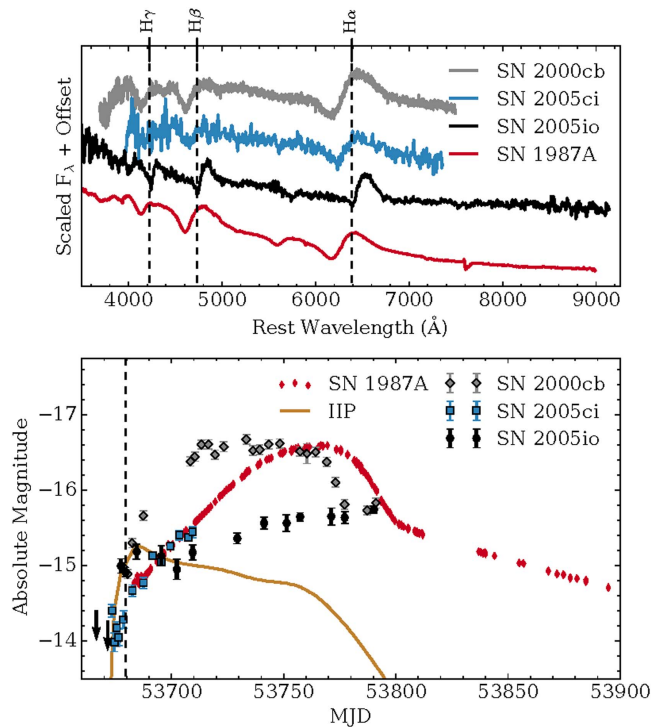 Hγ Hβ Hα
SN 2000cb
SN 2005ci
SN 2005io
SN 1987A
Scaled Fλ + Offset
4000 5000 6000 7000 8000 9000
Rest Wavelength (Å)
SN 1987A SN 2000cb
IIP SN 2005ci
SN 2005io
−17
−16
−15
−14
Absolute Magnitude
53700 53750 53800 53850 53900
MJD